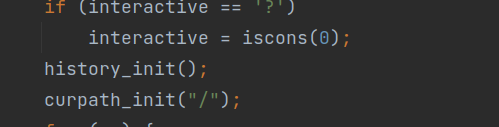 if (interactive == '?')
interactive = iscons(0);
history_init();
curpath_init("/");